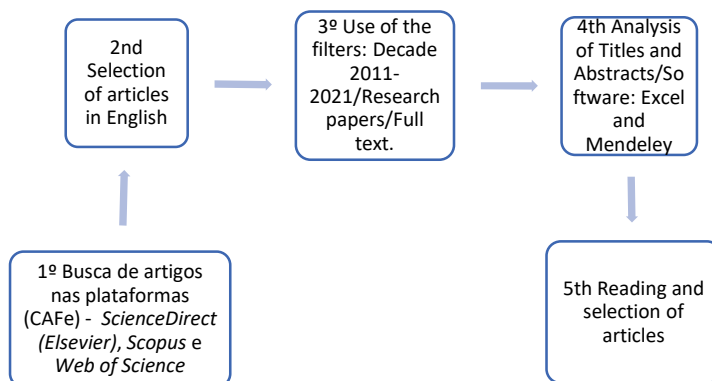 1º Busca de artigos
nas plataformas
(CAFe) - ScienceDirect
(Elsevier), Scopus e
Web of Science
2nd
Selection
of articles
in English
3º Use of the
filters: Decade
2011-
2021/Research
papers/Full
text.
4th Analysis
of Titles and
Abstracts/So
ftware: Excel
and
Mendeley
5th Reading and
selection of
articles